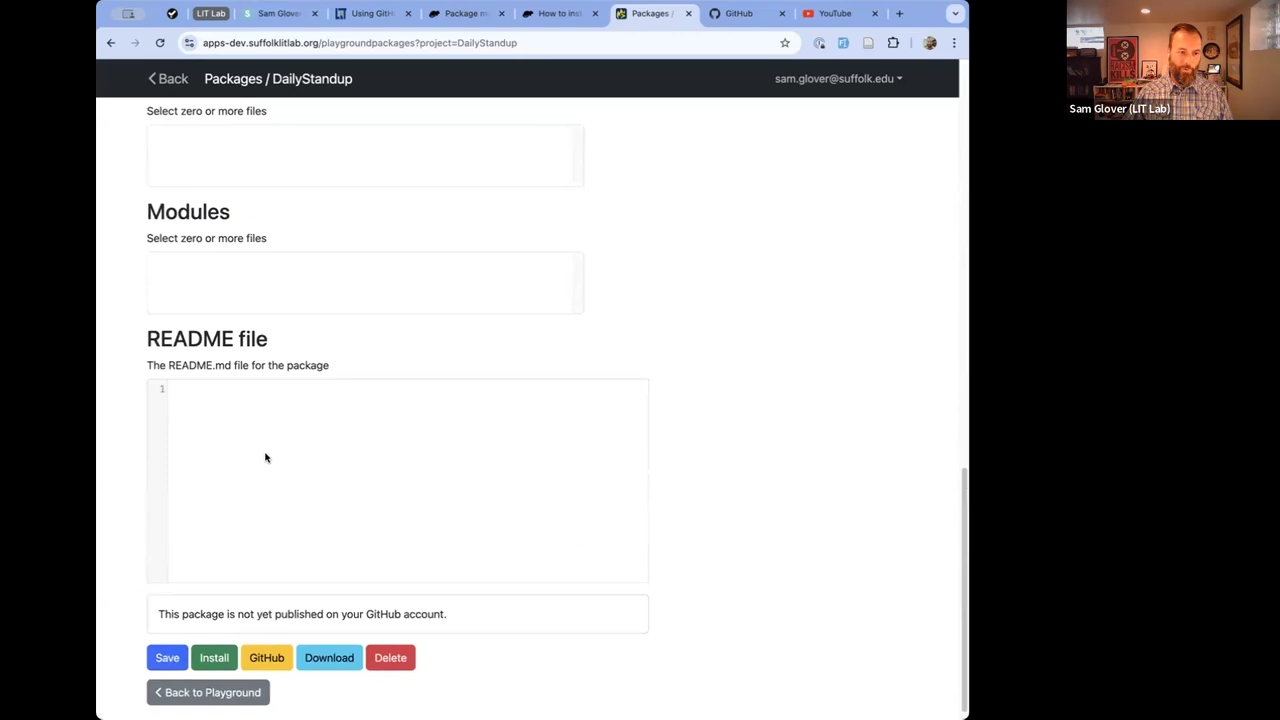 LIT Lab
Sam Glover
Using GitH
Package m
How to inst
Packages /
GitHub
YouTube
apps-dev.suffolklitlab.org/playgroundpackages?project=DailyStandup
Back
Packages / DailyStandup
sam.glover@suffolk.edu
Select zero or more files
Modules
Select zero or more files
README file
The README.md file for the package
1
This package is not yet published on your GitHub account.
Save
Install
GitHub
Download
Delete
Back to Playground
Sam Glover (LIT Lab)